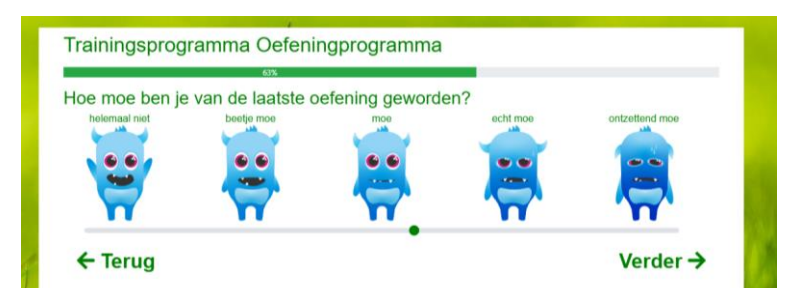 Trainingsprogramma Oefeningprogramma
63%
Hoe moe ben je van de laatste oefening geworden?
helemaal niet beetje moe moe echt moe ontzettend moe
← Terug Verder →